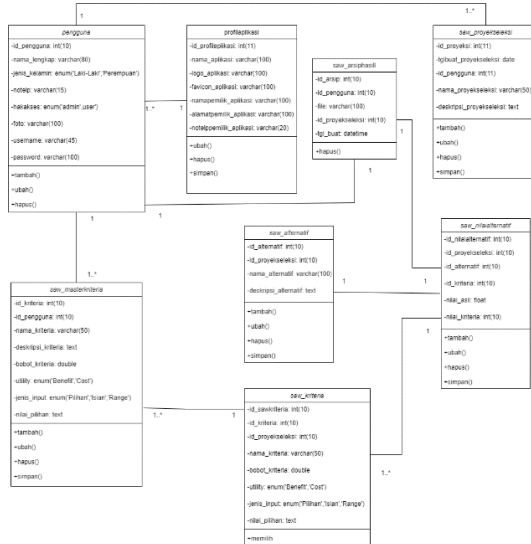 1
1..*
pengguna
-id_pengguna: int(10)
-nama_lengkap: varchar(80)
-jenis_kelamin: enum('Laki-Laki','Perempuan')
-notelp: varchar(15)
-hakakses: enum('admin','user')
-foto: varchar(100)
-username: varchar(45)
-password: varchar(100)
+tambah()
+ubah()
+hapus()
1..*
1
1
1
1
profilaplikasi
-id_profilaplikasi: int(11)
-nama_aplikasi: varchar(100)
-logo_aplikasi: varchar(100)
-favicon_aplikasi: varchar(100)
-namapemilik_aplikasi: varchar(100)
-alamatpemilik_aplikasi: varchar(100)
-notelppemilik_aplikasi: varchar(20)
+ubah()
+hapus()
+simpan()
saw_arsiphasil
-id_arsip: int(10)
-id_pengguna: int(10)
-file: varchar(100)
-id_proyekseleksi: int(10)
-tgl_buat: datetime
+hapus()
1
1
saw_proyekseleksi
-id_proyeksi: int(11)
-tglbuat_proyekseleksi: date
-id_pengguna: int(11)
-nama_proyekseleksi: varchar(50)
-deskripsi_proyekseleksi: text
+tambah()
+ubah()
+hapus()
+simpan()
saw_alternatif
-id_alternatif: int(10)
-id_proyekseleksi: int(10)
-nama_alternatif: varchar(100)
-deskripsi_alternatif: text
+tambah()
+ubah()
+hapus()
+simpan()
1
1
1
saw_nilaialternatif
-id_nilaialternatif: int(10)
-id_proyekseleksi: int(10)
-id_alternatif: int(10)
-id_kriteria: int(10)
-nilai_asli: float
-nilai_kriteria: int(10)
+tambah()
+ubah()
+hapus()
+simpan()
1
1..*
1..*
saw_masterkriteria
-id_kriteria: int(10)
-id_pengguna: int(10)
-nama_kriteria: varchar(50)
-deskripsi_kriteria: text
-bobot_kriteria: double
-utility: enum('Benefit','Cost')
-jenis_input: enum('Pilihan','Isian','Range')
-nilai_pilihan: text
+tambah()
+ubah()
+hapus()
+simpan()
1..*
1
saw_kriteria
-id_sawkriteria: int(10)
-id_kriteria: int(10)
-id_proyekseleksi: int(10)
-nama_kriteria: varchar(50)
-bobot_kriteria: double
-utility: enum('Benefit','Cost')
-jenis_input: enum('Pilihan','Isian','Range')
-nilai_pilihan: text
+memilih